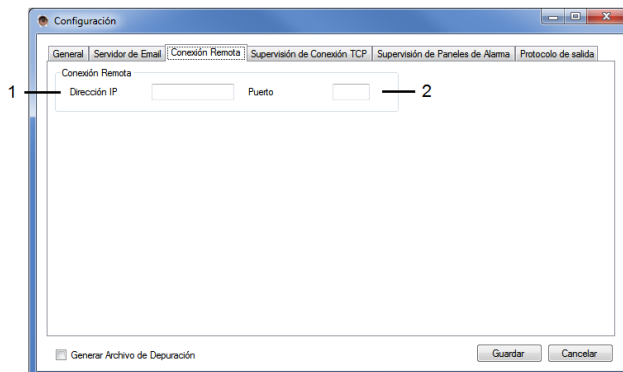 Configuración
General Servidor de Email Conexión Remota Supervisión de Conexión TCP Supervisión de Paneles de Alarma Protocolo de salida
Conexión Remota
1 Dirección IP Puerto 2
Generar Archivo de Depuración Guardar Cancelar